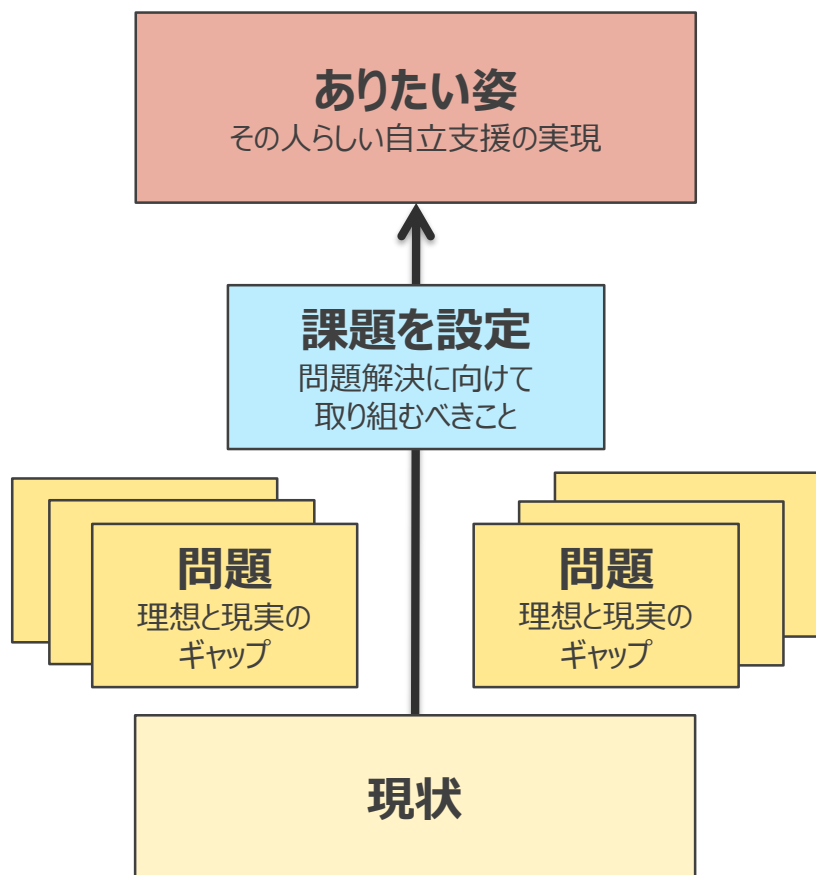 ありたい姿
その人らしい自立支援の実現
課題を設定
問題解決に向けて
取り組むべきこと
問題
理想と現実の
ギャップ
問題
理想と現実の
ギャップ
現状